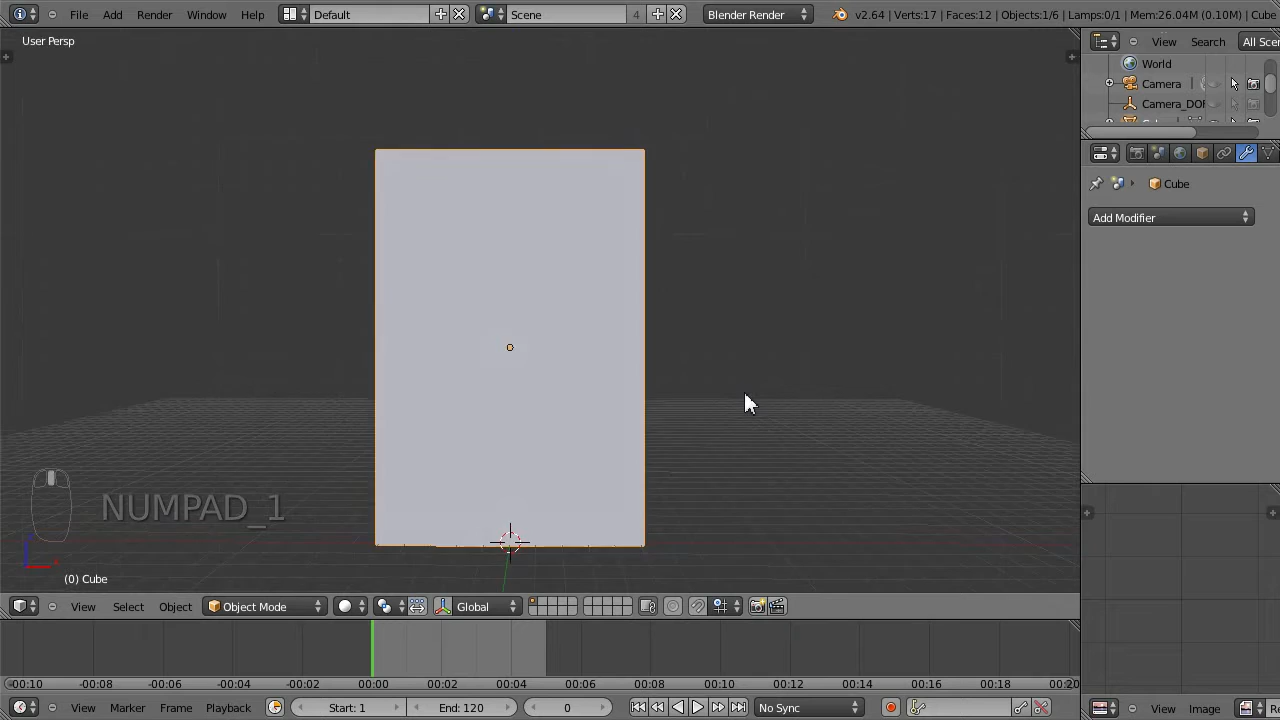 File Add Render Window Help Default Scene 4 Blender Render v2.64 | Verts:17 | Faces:12 | Objects:1/6 | Lamps:0/1 | Mem:26.04M (0.10M) | Cube
User Persp
View Search All Scen
World
Camera
Camera_DOF
Cube
Add Modifier
NUMPAD_1
(0) Cube
View Select Object Object Mode Global
-00:10 -00:08 -00:06 -00:04 -00:02 00:00 00:02 00:04 00:06 00:08 00:10 00:12 00:14 00:16 00:18 00:20
View Marker Frame Playback Start: 1 End: 120 0 No Sync View Image Re